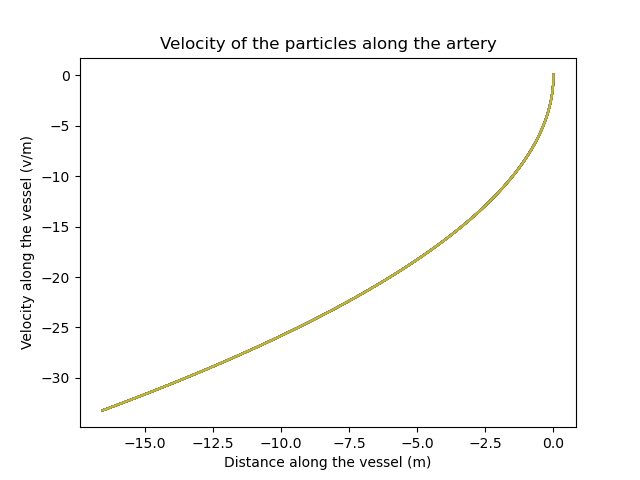 Velocity of the particles along the artery
Velocity along the vessel (v/m)
0
−5
−10
−15
−20
−25
−30
−15.0 −12.5 −10.0 −7.5 −5.0 −2.5 0.0
Distance along the vessel (m)